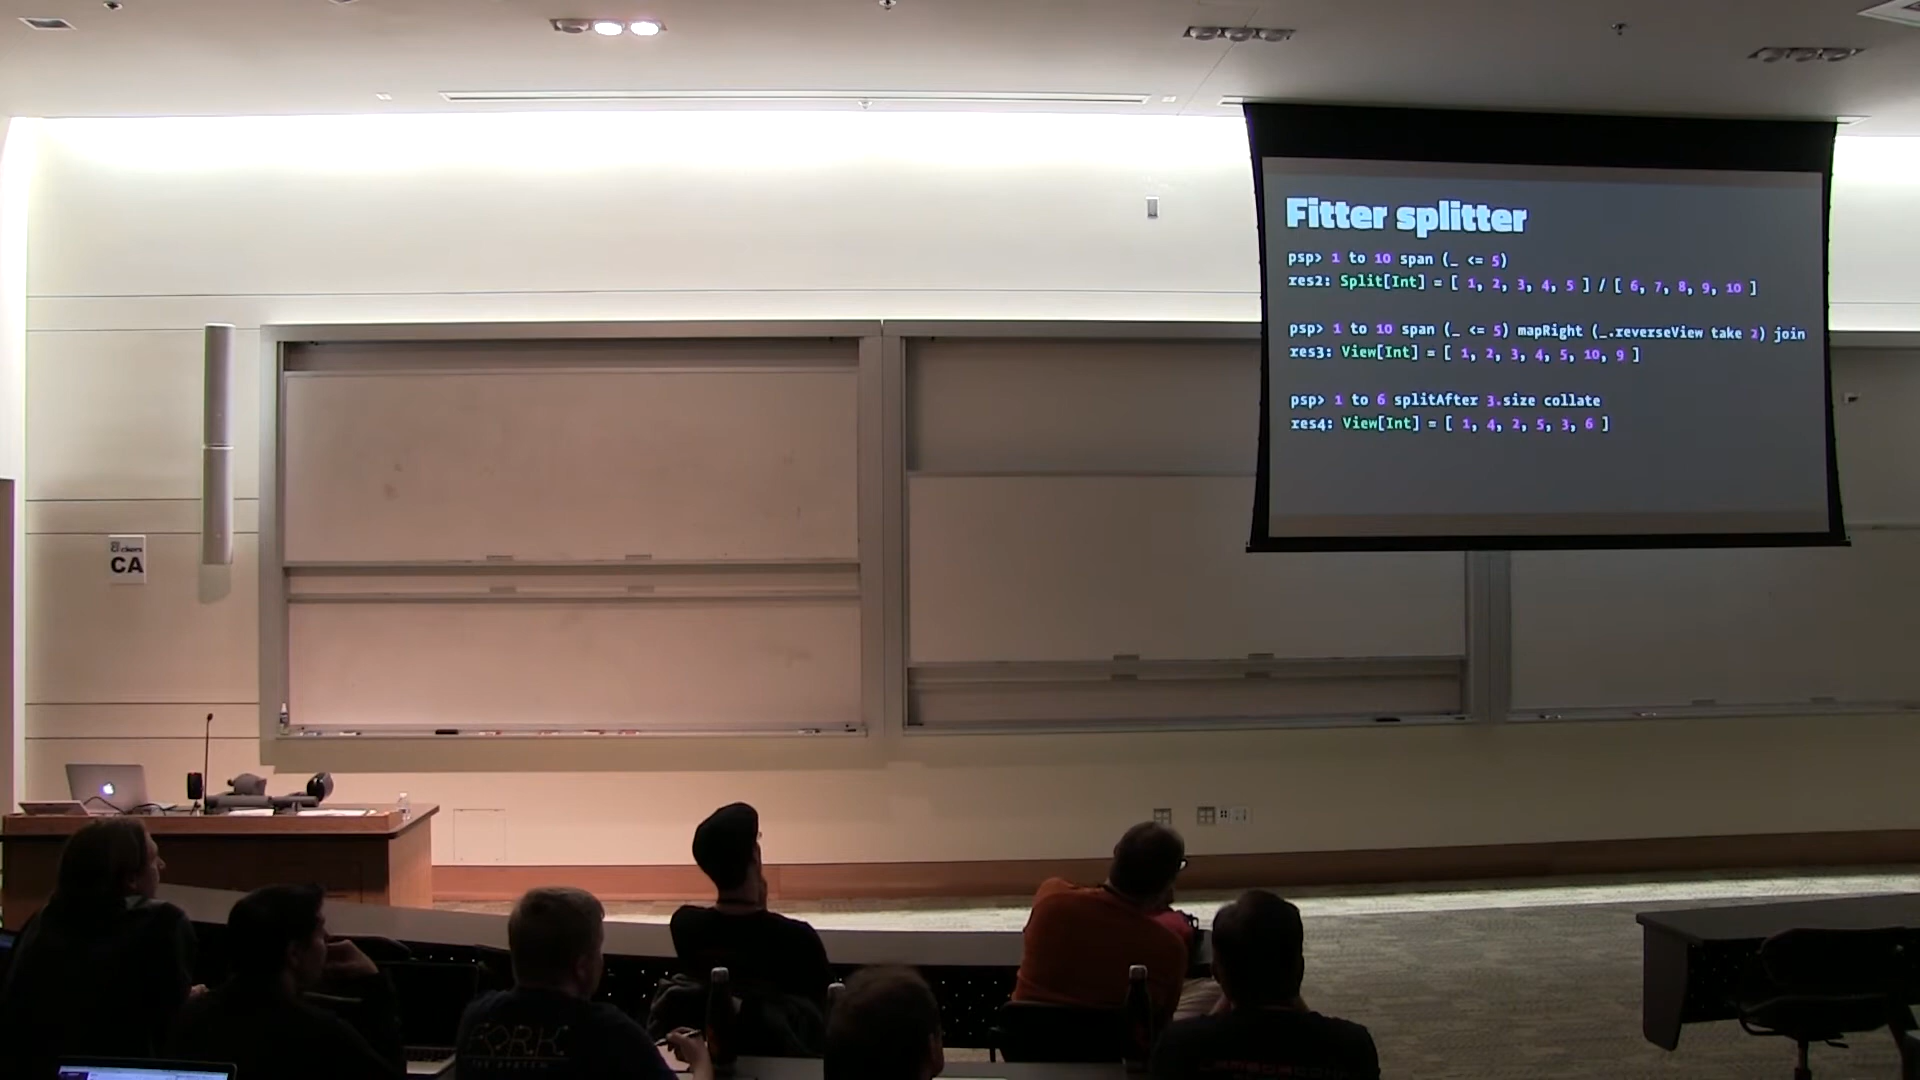 Fitter splitter
psp> 1 to 10 span (_ <= 5)
res2: Split[Int] = [ 1, 2, 3, 4, 5 ] / [ 6, 7, 8, 9, 10 ]
psp> 1 to 10 span (_ <= 5) mapRight (_.reverseView take 2) join
res3: View[Int] = [ 1, 2, 3, 4, 5, 10, 9 ]
psp> 1 to 6 splitAfter 3.size collate
res4: View[Int] = [ 1, 4, 2, 5, 3, 6 ]
CA
FORK